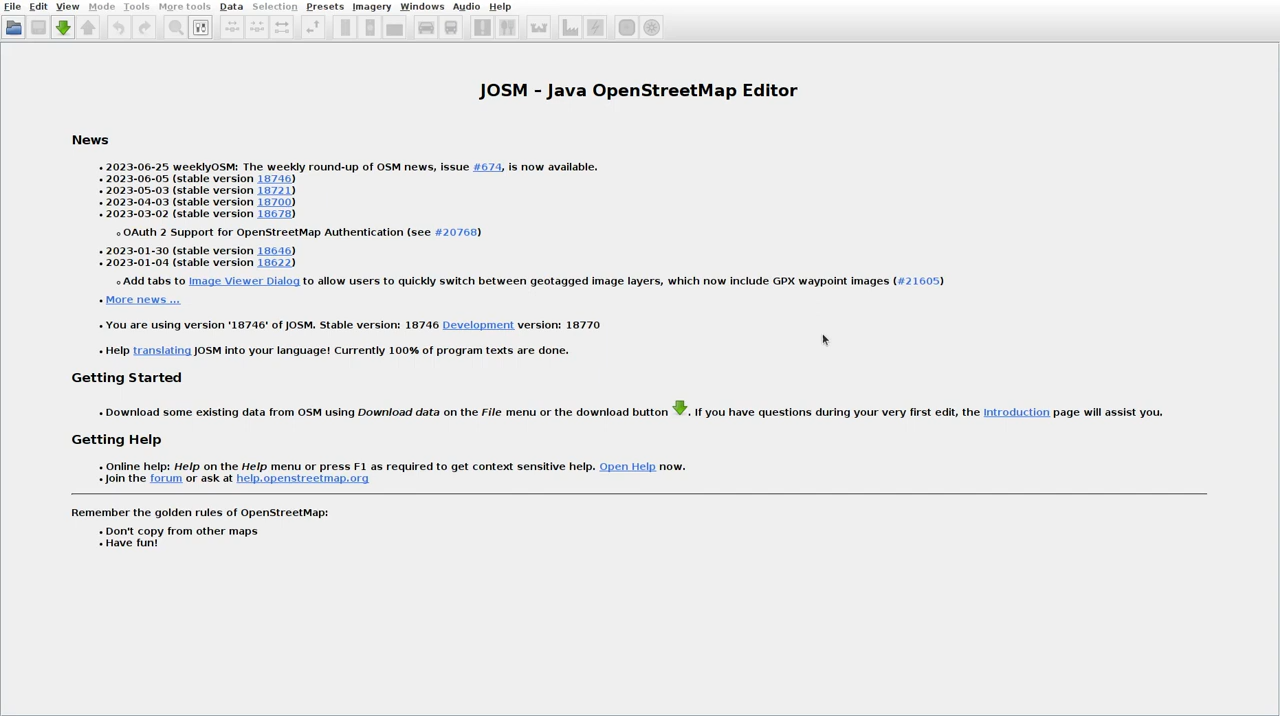 File Edit View Mode Tools More tools Data Selection Presets Imagery Windows Audio Help
JOSM – Java OpenStreetMap Editor
News
2023-06-25 weeklyOSM: The weekly round-up of OSM news, issue #674, is now available.
2023-06-05 (stable version 18746)
2023-05-03 (stable version 18721)
2023-04-03 (stable version 18700)
2023-03-02 (stable version 18678)
OAuth 2 Support for OpenStreetMap Authentication (see #20768)
2023-01-30 (stable version 18646)
2023-01-04 (stable version 18622)
Add tabs to Image Viewer Dialog to allow users to quickly switch between geotagged image layers, which now include GPX waypoint images (#21605)
More news ...
You are using version '18746' of JOSM. Stable version: 18746 Development version: 18770
Help translating JOSM into your language! Currently 100% of program texts are done.
Getting Started
Download some existing data from OSM using Download data on the File menu or the download button . If you have questions during your very first edit, the Introduction page will assist you.
Getting Help
Online help: Help on the Help menu or press F1 as required to get context sensitive help. Open Help now.
Join the forum or ask at help.openstreetmap.org
Remember the golden rules of OpenStreetMap:
Don't copy from other maps
Have fun!